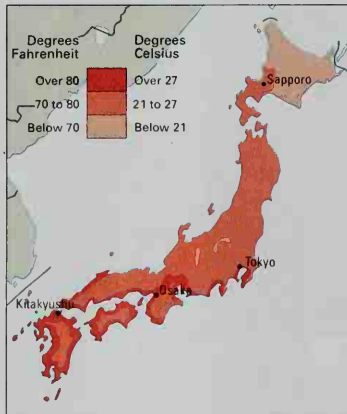 Degrees Fahrenheit
Degrees Celsius
Over 80
Over 27
70 to 80
21 to 27
Below 70
Below 21
Sapporo
Tokyo
Osaka
Kitakyushu